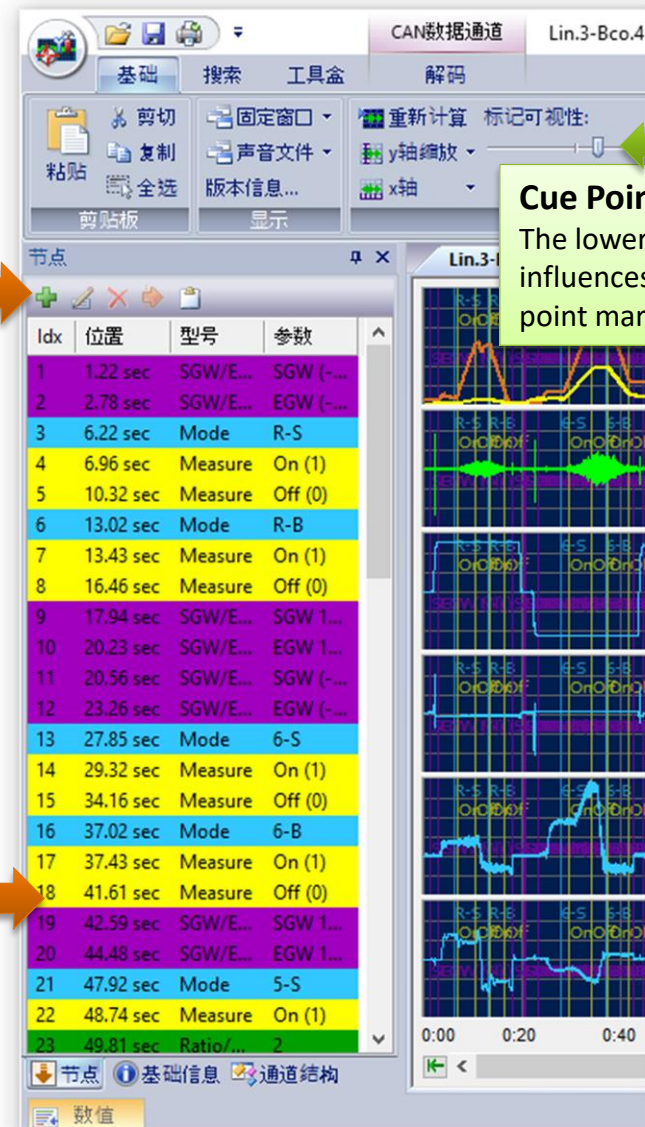 CAN数据通道 Lin.3-Bco.4
基础 搜索 工具盒 解码
粘贴
剪切
复制
全选
剪贴板
固定窗口
声音文件
版本信息...
显示
重新计算 标记可视性:
y轴缩放
x轴
Cue Poin
The lower
influences
point mar
节点
Lin.3-
Idx 位置 型号 参数
1 1.22 sec SGW/E... SGW (-...
2 2.78 sec SGW/E... EGW (-...
3 6.22 sec Mode R-S
4 6.96 sec Measure On (1)
5 10.32 sec Measure Off (0)
6 13.02 sec Mode R-B
7 13.43 sec Measure On (1)
8 16.46 sec Measure Off (0)
9 17.94 sec SGW/E... SGW 1...
10 20.23 sec SGW/E... EGW 1...
11 20.56 sec SGW/E... SGW (-...
12 23.26 sec SGW/E... EGW (-...
13 27.85 sec Mode 6-S
14 29.32 sec Measure On (1)
15 34.16 sec Measure Off (0)
16 37.02 sec Mode 6-B
17 37.43 sec Measure On (1)
18 41.61 sec Measure Off (0)
19 42.59 sec SGW/E... SGW 1...
20 44.48 sec SGW/E... EGW 1...
21 47.92 sec Mode 5-S
22 48.74 sec Measure On (1)
23 49.81 sec Ratio/... 2
R-S R-B 6-S 6-B
R-S R-B 6-S 6-B
R-S R-B 6-S 6-B
R-S R-B 6-S 6-B
R-S R-B 6-S 6-B
0:00 0:20 0:40
节点 基础信息 通道结构
数值